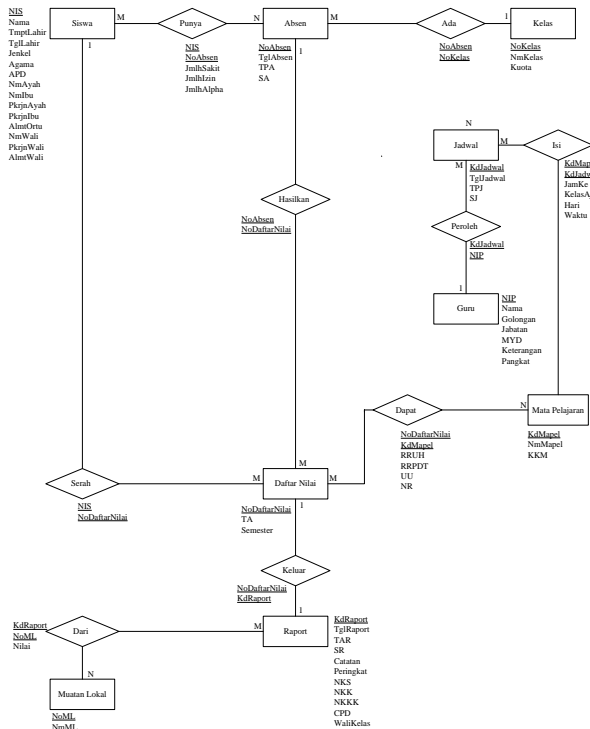 Siswa
M
Punya
N
Absen
M
Ada
1
Kelas
NIS
Nama
TmptLahir
TglLahir
Jenkel
Agama
APD
NmAyah
NmIbu
PkrjnAyah
PkrjnIbu
AlmtOrtu
NmWali
PkrjnWali
AlmtWali
1
NIS
NoAbsen
JmlhSakit
JmlhIzin
JmlhAlpha
NoAbsen
TglAbsen
TPA
SA
1
NoAbsen
NoKelas
NoKelas
NmKelas
Kuota
N
Jadwal
M
Isi
M
KdJadwal
TglJadwal
TPJ
SJ
KdMap
KdJadw
JamKe
KelasA
Hari
Waktu
Hasilkan
NoAbsen
NoDaftarNilai
Peroleh
KdJadwal
NIP
1
Guru
NIP
Nama
Golongan
Jabatan
MYD
Keterangan
Pangkat
Dapat
N
Mata Pelajaran
NoDaftarNilai
KdMapel
RRUH
RRPDT
UU
NR
KdMapel
NmMapel
KKM
M
Serah
M
Daftar Nilai
M
NIS
NoDaftarNilai
NoDaftarNilai
TA
Semester
1
Keluar
NoDaftarNilai
KdRaport
1
KdRaport
NoML
Nilai
Dari
M
Raport
KdRaport
TglRaport
TAR
SR
Catatan
Peringkat
NKS
NKK
NKKK
CPD
WaliKelas
N
Muatan Lokal
NoML
NmML